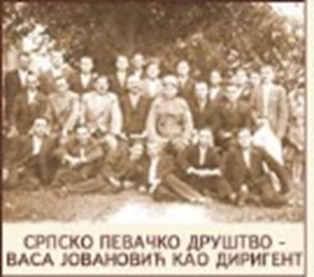 СРПСКО ПЕВАЧКО ДРУШТВО -
ВАСА ЈОВАНОВИЋ КАО ДИРИГЕНТ